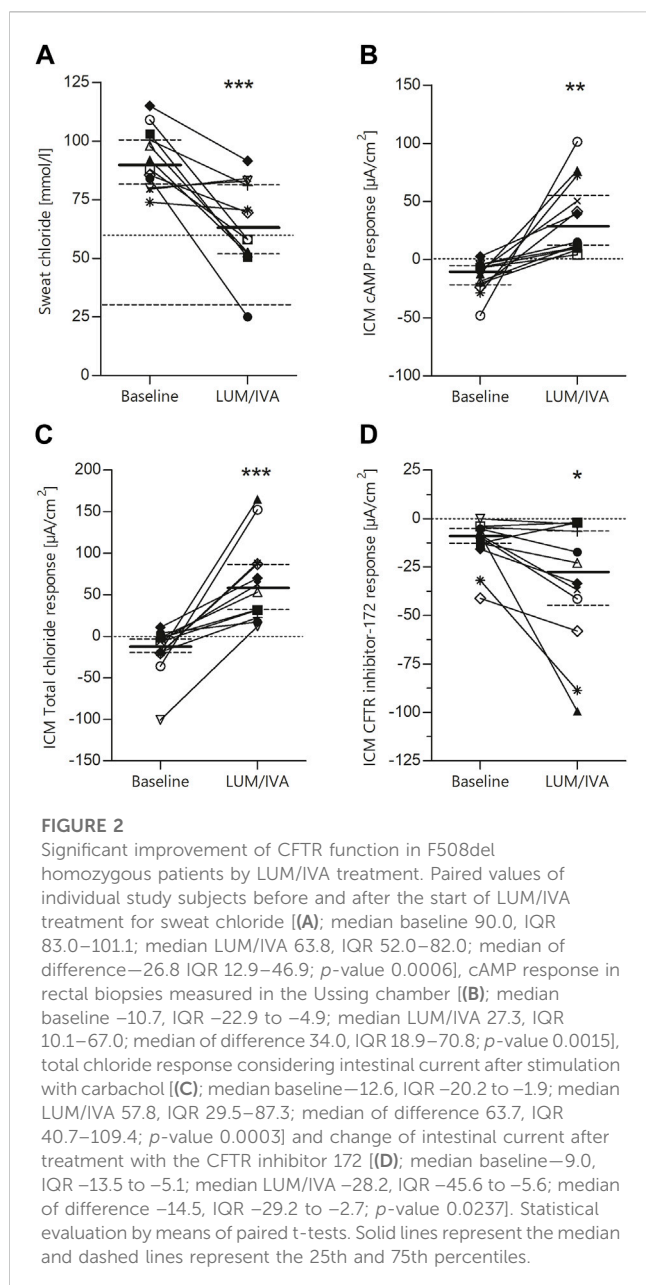 A
***
125
100
75
50
25
0
Sweat chloride [mmol/l]
Baseline LUM/IVA
B
**
150
100
50
0
-50
-100
ICM cAMP response [µA/cm²]
Baseline LUM/IVA
C
***
200
150
100
50
0
-50
-100
-150
ICM Total chloride response [µA/cm²]
Baseline LUM/IVA
D
*
25
0
-25
-50
-75
-100
-125
ICM CFTR inhibitor-172 response [µA/cm²]
Baseline LUM/IVA
FIGURE 2
Significant improvement of CFTR function in F508del
homozygous patients by LUM/IVA treatment. Paired values of
individual study subjects before and after the start of LUM/IVA
treatment for sweat chloride [(A); median baseline 90.0, IQR
83.0–101.1; median LUM/IVA 63.8, IQR 52.0–82.0; median of
difference—26.8 IQR 12.9–46.9; p-value 0.0006], cAMP response in
rectal biopsies measured in the Ussing chamber [(B); median
baseline –10.7, IQR –22.9 to –4.9; median LUM/IVA 27.3, IQR
10.1–67.0; median of difference 34.0, IQR 18.9–70.8; p-value 0.0015],
total chloride response considering intestinal current after stimulation
with carbachol [(C); median baseline—12.6, IQR –20.2 to –1.9; median
LUM/IVA 57.8, IQR 29.5–87.3; median of difference 63.7, IQR
40.7–109.4; p-value 0.0003] and change of intestinal current after
treatment with the CFTR inhibitor 172 [(D); median baseline—9.0,
IQR –13.5 to –5.1; median LUM/IVA –28.2, IQR –45.6 to –5.6; median
of difference -14.5, IQR –29.2 to –2.7; p-value 0.0237]. Statistical
evaluation by means of paired t-tests. Solid lines represent the median
and dashed lines represent the 25th and 75th percentiles.